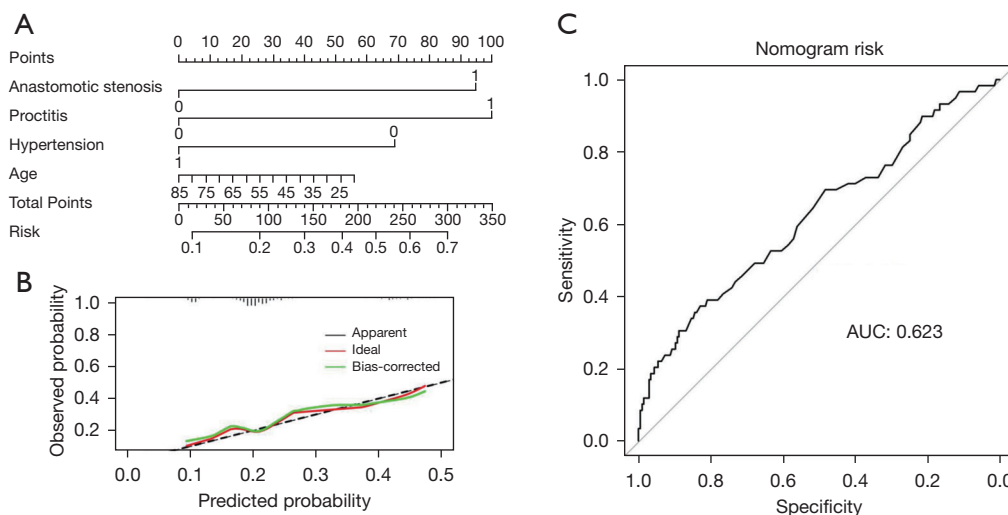 A
0 10 20 30 40 50 60 70 80 90 100
Points
1
Anastomotic stenosis
0 1
Proctitis
0 0
Hypertension
1
Age
85 75 65 55 45 35 25
Total Points
0 50 100 150 200 250 300 350
Risk
0.1 0.2 0.3 0.4 0.5 0.6 0.7
B
Observed probability
1.0
0.8
0.6
0.4
0.2
Apparent
Ideal
Bias-corrected
0.0 0.1 0.2 0.3 0.4 0.5
Predicted probability
C
Nomogram risk
Sensitivity
1.0
0.8
0.6
0.4
0.2
0.0
AUC: 0.623
1.0 0.8 0.6 0.4 0.2 0.0
Specificity